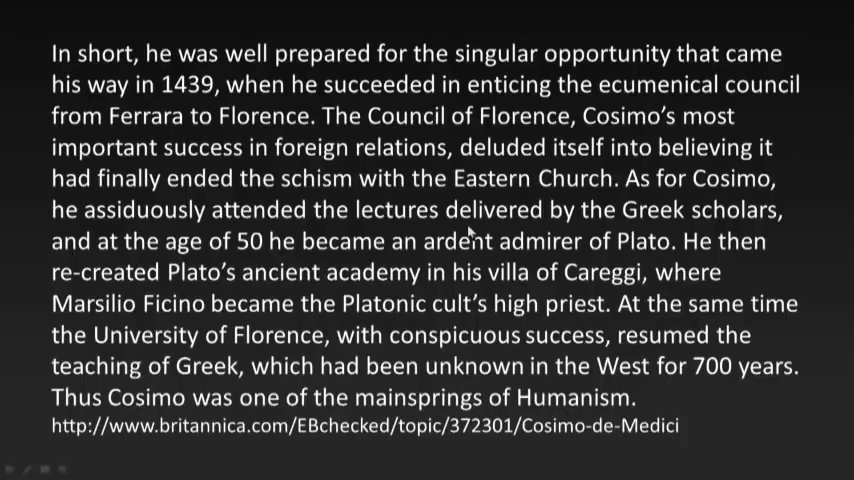 In short, he was well prepared for the singular opportunity that came
his way in 1439, when he succeeded in enticing the ecumenical council
from Ferrara to Florence. The Council of Florence, Cosimo’s most
important success in foreign relations, deluded itself into believing it
had finally ended the schism with the Eastern Church. As for Cosimo,
he assiduously attended the lectures delivered by the Greek scholars,
and at the age of 50 he became an ardent admirer of Plato. He then
re-created Plato’s ancient academy in his villa of Careggi, where
Marsilio Ficino became the Platonic cult’s high priest. At the same time
the University of Florence, with conspicuous success, resumed the
teaching of Greek, which had been unknown in the West for 700 years.
Thus Cosimo was one of the mainsprings of Humanism.
http://www.britannica.com/EBchecked/topic/372301/Cosimo-de-Medici